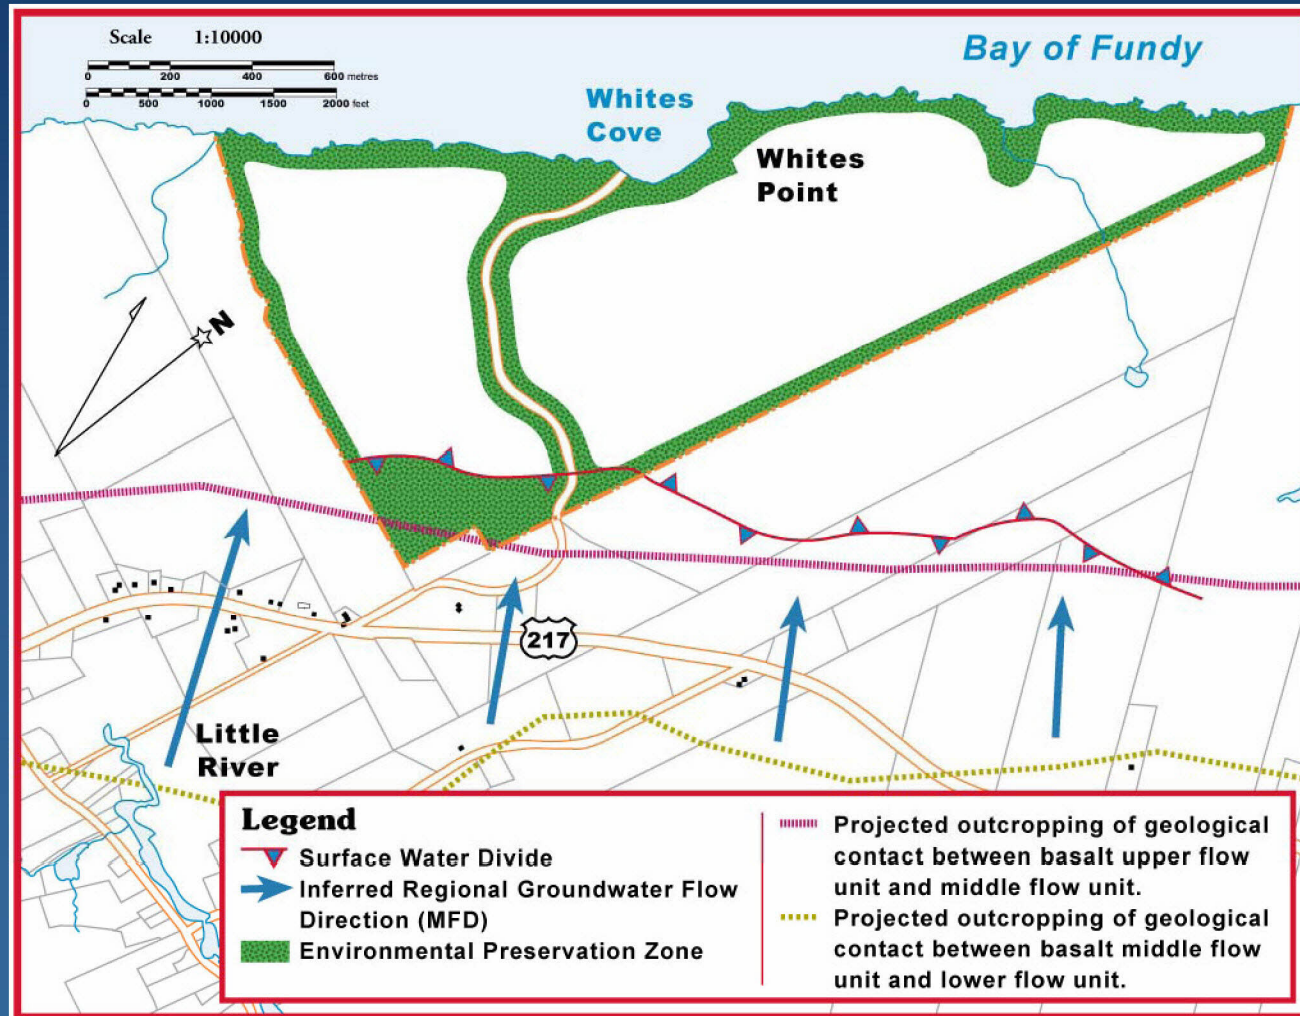 Scale 1:10000
0 200 400 600 metres
0 500 1000 1500 2000 feet
Bay of Fundy
Whites
Cove
Whites
Point
N
217
Little
River
Legend
Surface Water Divide
Inferred Regional Groundwater Flow
Direction (MFD)
Environmental Preservation Zone
Projected outcropping of geological
contact between basalt upper flow
unit and middle flow unit.
Projected outcropping of geological
contact between basalt middle flow
unit and lower flow unit.